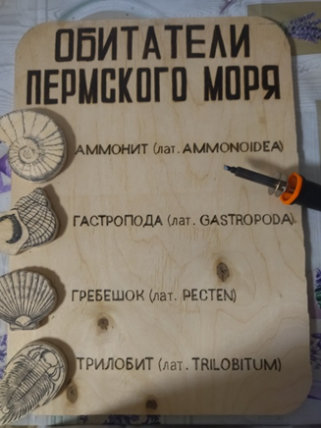 ОБИТАТЕЛИ
ПЕРМСКОГО МОРЯ
АММОНИТ (лат. AMMONOIDEA)
ГАСТРОПОДА (лат. GASTROPODA)
ГРЕБЕШОК (лат. PECTEN)
ТРИЛОБИТ (лат. TRILOBITUM)